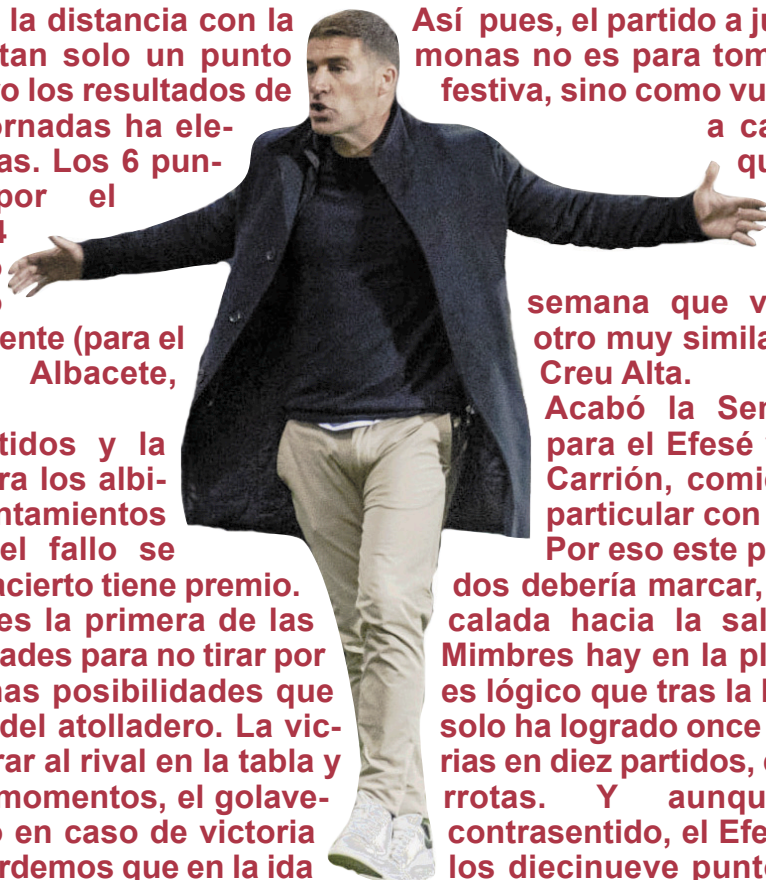 la distancia con la
tan solo un punto
o los resultados de
ornadas ha ele-
as. Los 6 pun-
por el
4
ente (para el
Albacete,
tidos y la
ra los albi-
ntamientos
el fallo se
acierto tiene premio.
es la primera de las
ades para no tirar por
nas posibilidades que
del atolladero. La vic-
rar al rival en la tabla y
momentos, el golave-
o en caso de victoria
rdemos que en la ida
Así pues, el partido a ju
monas no es para tom
festiva, sino como vu
a ca
qu
semana que v
otro muy simila
Creu Alta.
Acabó la Sen
para el Efesé
Carrión, comi
particular con
Por eso este p
dos debería marcar,
calada hacia la sal
Mimbres hay en la pl
es lógico que tras la
solo ha logrado once
rias en diez partidos,
rrotas. Y aunqu
contrasentido, el Efe
los diecinueve punt